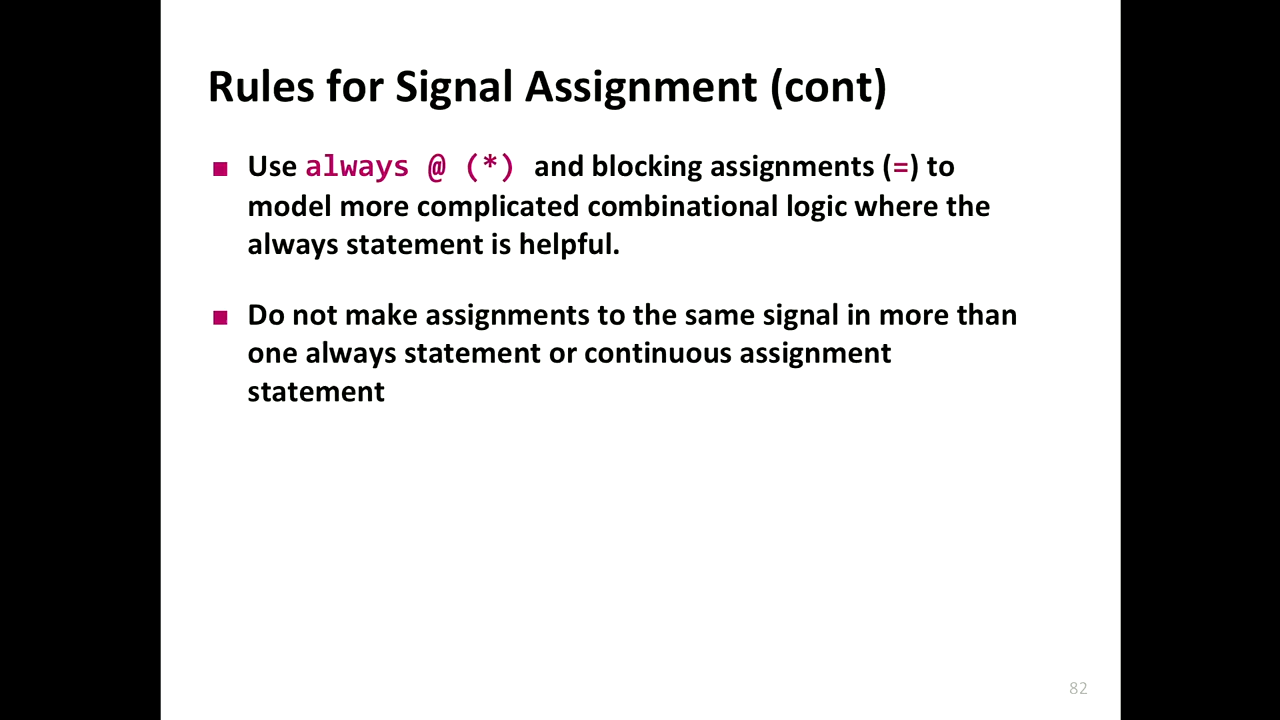 Rules for Signal Assignment (cont)
■ Use always @ (*) and blocking assignments (=) to
model more complicated combinational logic where the
always statement is helpful.
■ Do not make assignments to the same signal in more than
one always statement or continuous assignment
statement
82